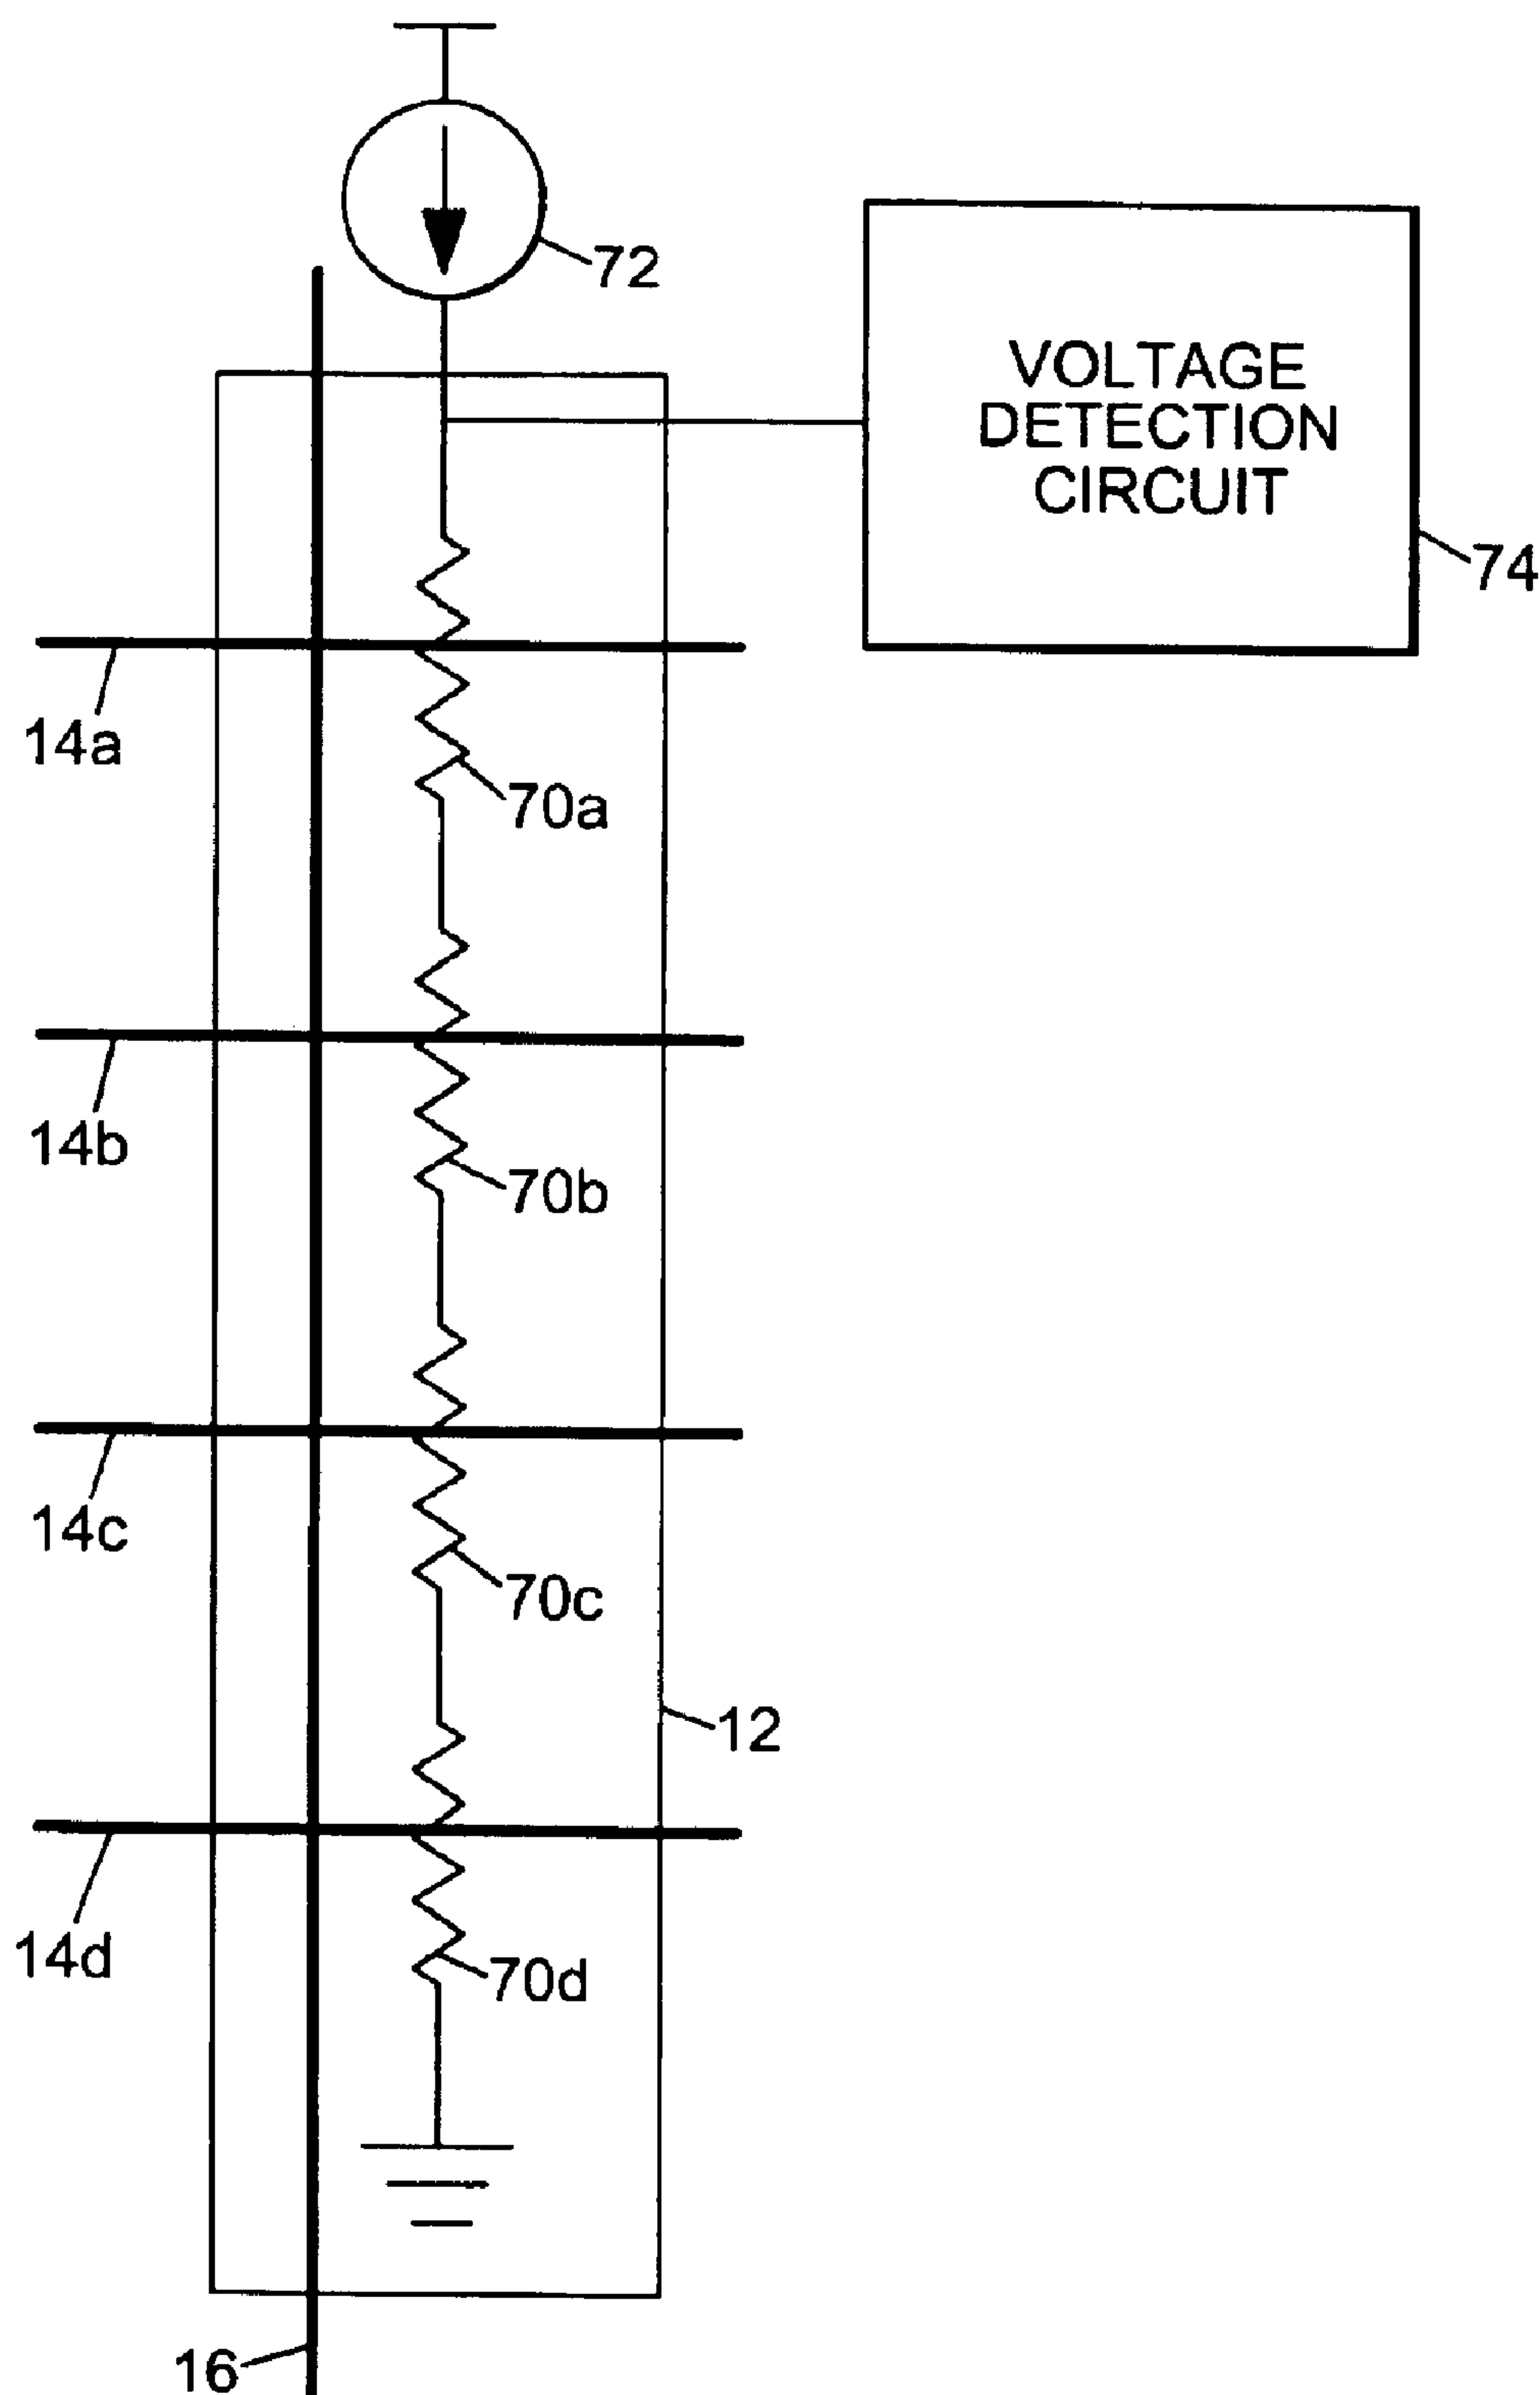 72
VOLTAGE
DETECTION
CIRCUIT
74
14a
70a
14b
70b
14c
70c
12
14d
70d
16